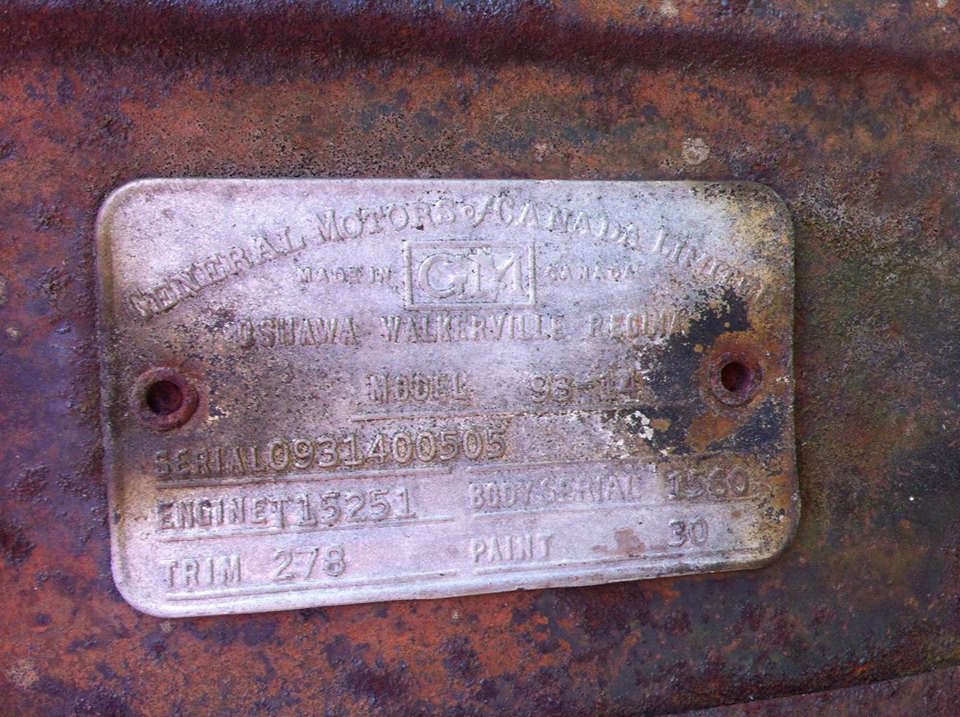 GENERAL MOTORS OF CANADA LIMITED
MADE IN GM CANADA
OSHAWA WALKERVILLE REGINA
MODEL 93-14
SERIAL 0931400505
ENGINE T15251 BODY SERIAL 1560
TRIM 278 PAINT 30